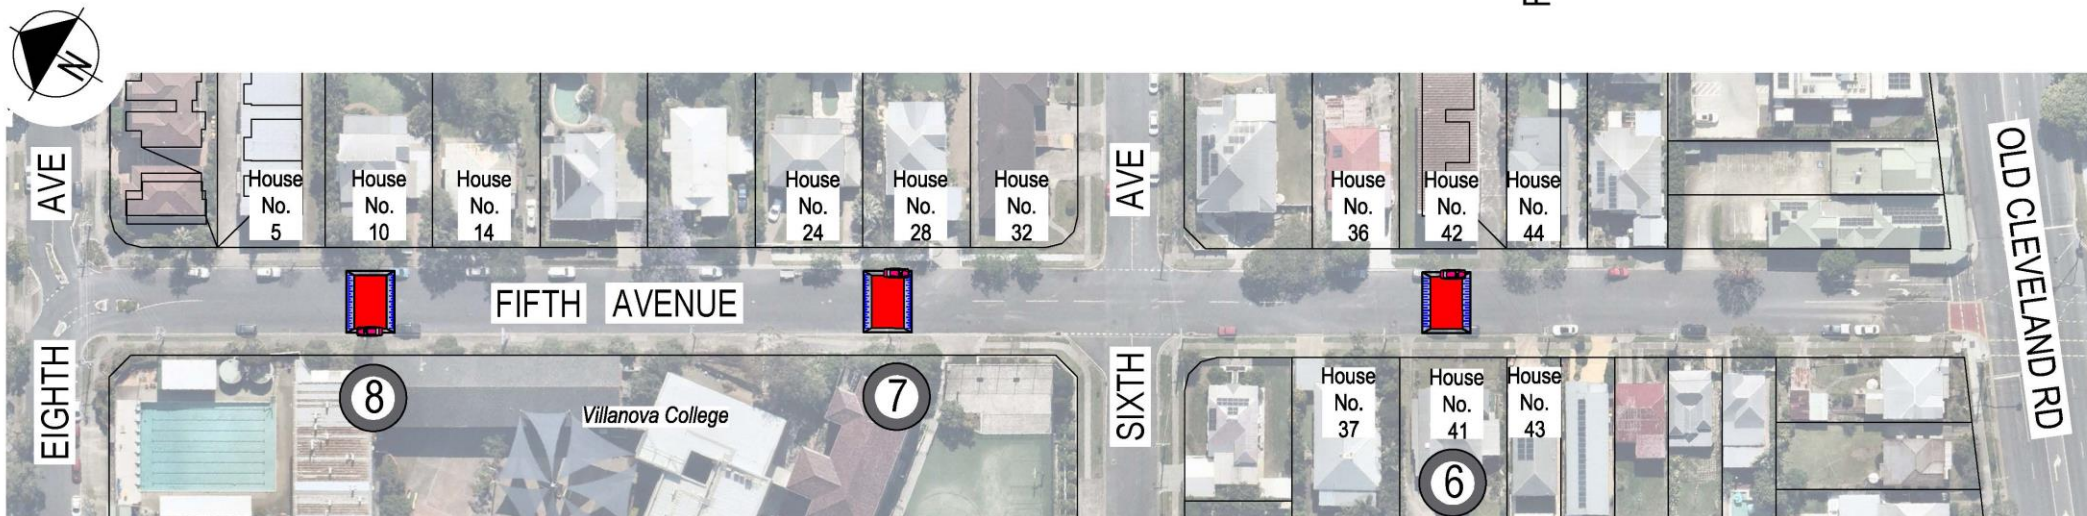 N
AVE
House
No.
5
House
No.
10
House
No.
14
House
No.
24
House
No.
28
House
No.
32
AVE
House
No.
36
House
No.
42
House
No.
44
OLD CLEVELAND RD
FIFTH AVENUE
EIGHTH
8
Villanova College
7
SIXTH
House
No.
37
House
No.
41
House
No.
43
6